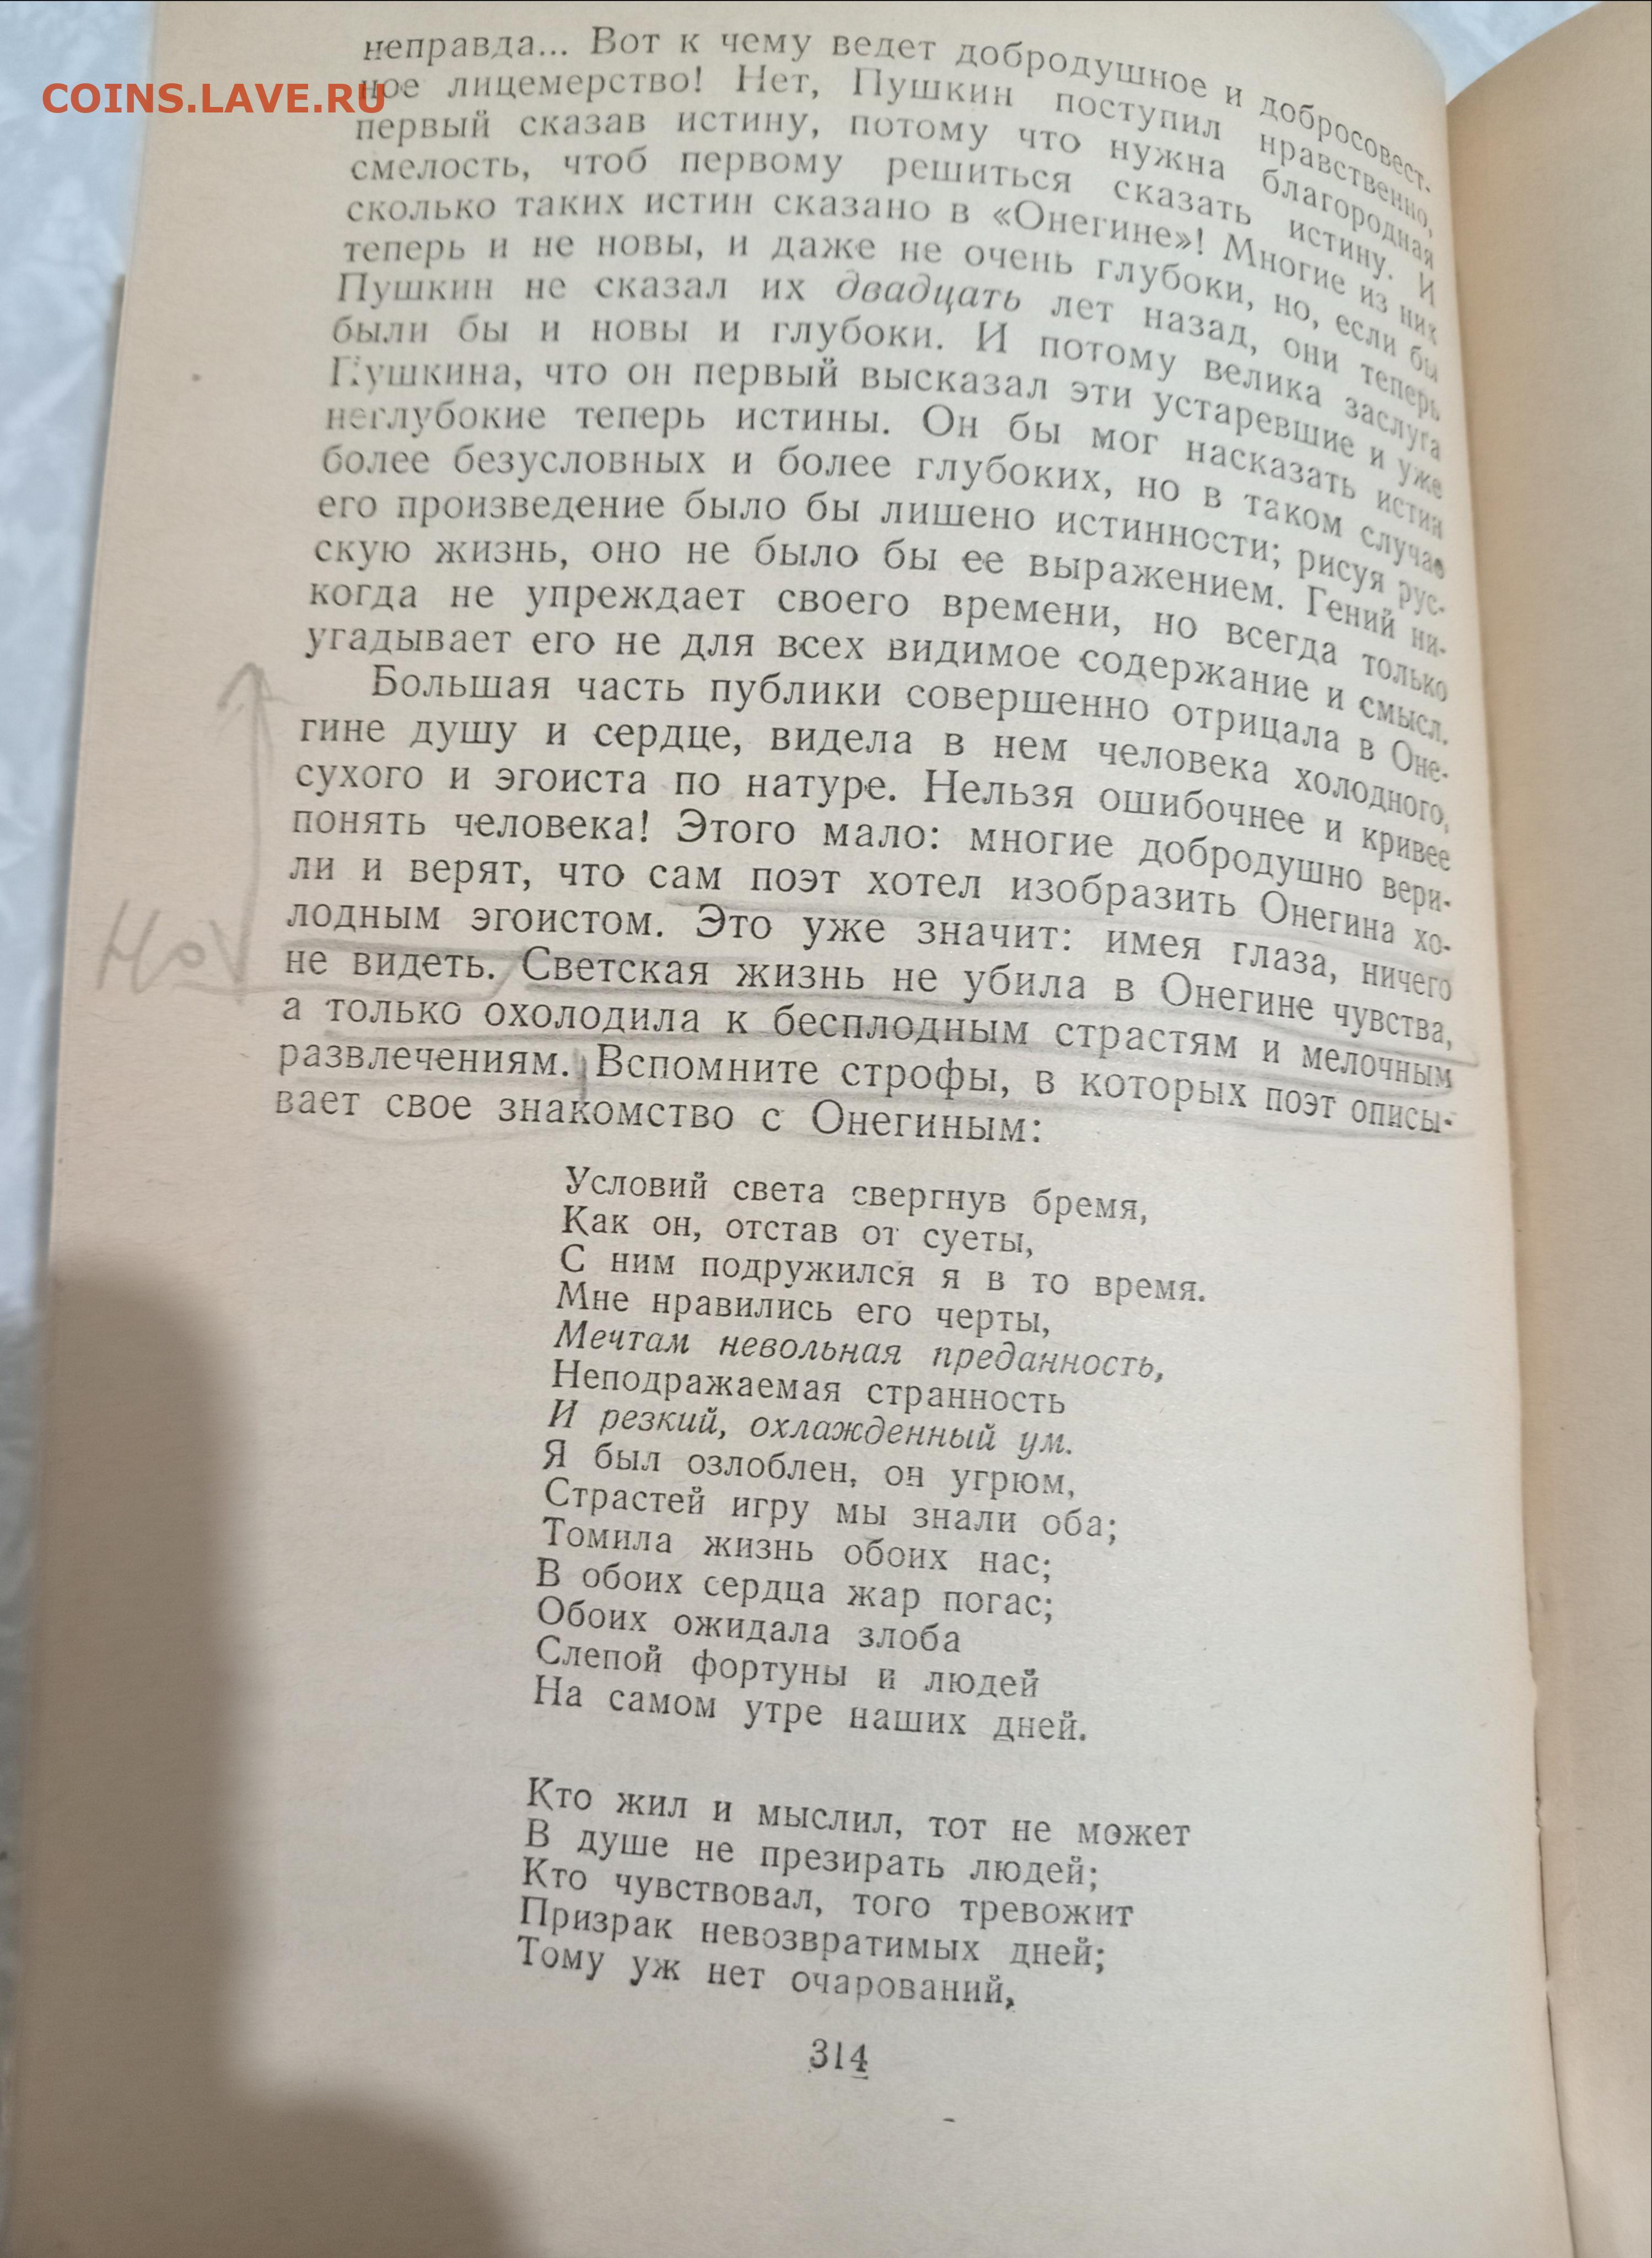 неправда... Вот к чему ведет добродушное и добросовест-
COINS.LAVE.RU
ное лицемерство! Нет, Пушкин поступил нравственно,
первый сказав истину, потому что нужна благородная
смелость, чтоб первому решиться сказать истину. И
сколько таких истин сказано в «Онегине»! Многие из них
теперь и не новы, и даже не очень глубоки, но, если бы
Пушкин не сказал их двадцать лет назад, они теперь
были бы и новы и глубоки. И потому велика заслуга
Пушкина, что он первый высказал эти устаревшие и уже
неглубокие теперь истины. Он бы мог насказать истин
более безусловных и более глубоких, но в таком случае
его произведение было бы лишено истинности; рисуя рус-
скую жизнь, оно не было бы ее выражением. Гений ни-
когда не упреждает своего времени, но всегда только
угадывает его не для всех видимое содержание и смысл.
Большая часть публики совершенно отрицала в Оне-
гине душу и сердце, видела в нем человека холодного,
сухого и эгоиста по натуре. Нельзя ошибочнее и кривее
понять человека! Этого мало: многие добродушно вери-
ли и верят, что сам поэт хотел изобразить Онегина хо-
лодным эгоистом. Это уже значит: имея глаза, ничего
не видеть. Светская жизнь не убила в Онегине чувства,
а только охолодила к бесплодным страстям и мелочным
развлечениям. Вспомните строфы, в которых поэт описы-
вает свое знакомство с Онегиным:
Условий света свергнув бремя,
Как он, отстав от суеты,
С ним подружился я в то время.
Мне нравились его черты,
Мечтам невольная преданность,
Неподражаемая странность
И резкий, охлажденный ум.
Я был озлоблен, он угрюм,
Страстей игру мы знали оба;
Томила жизнь обоих нас;
В обоих сердца жар погас;
Обоих ожидала злоба
Слепой фортуны и людей
На самом утре наших дней.
Кто жил и мыслил, тот не может
В душе не презирать людей;
Кто чувствовал, того тревожит
Призрак невозвратимых дней;
Тому уж нет очарований,
314